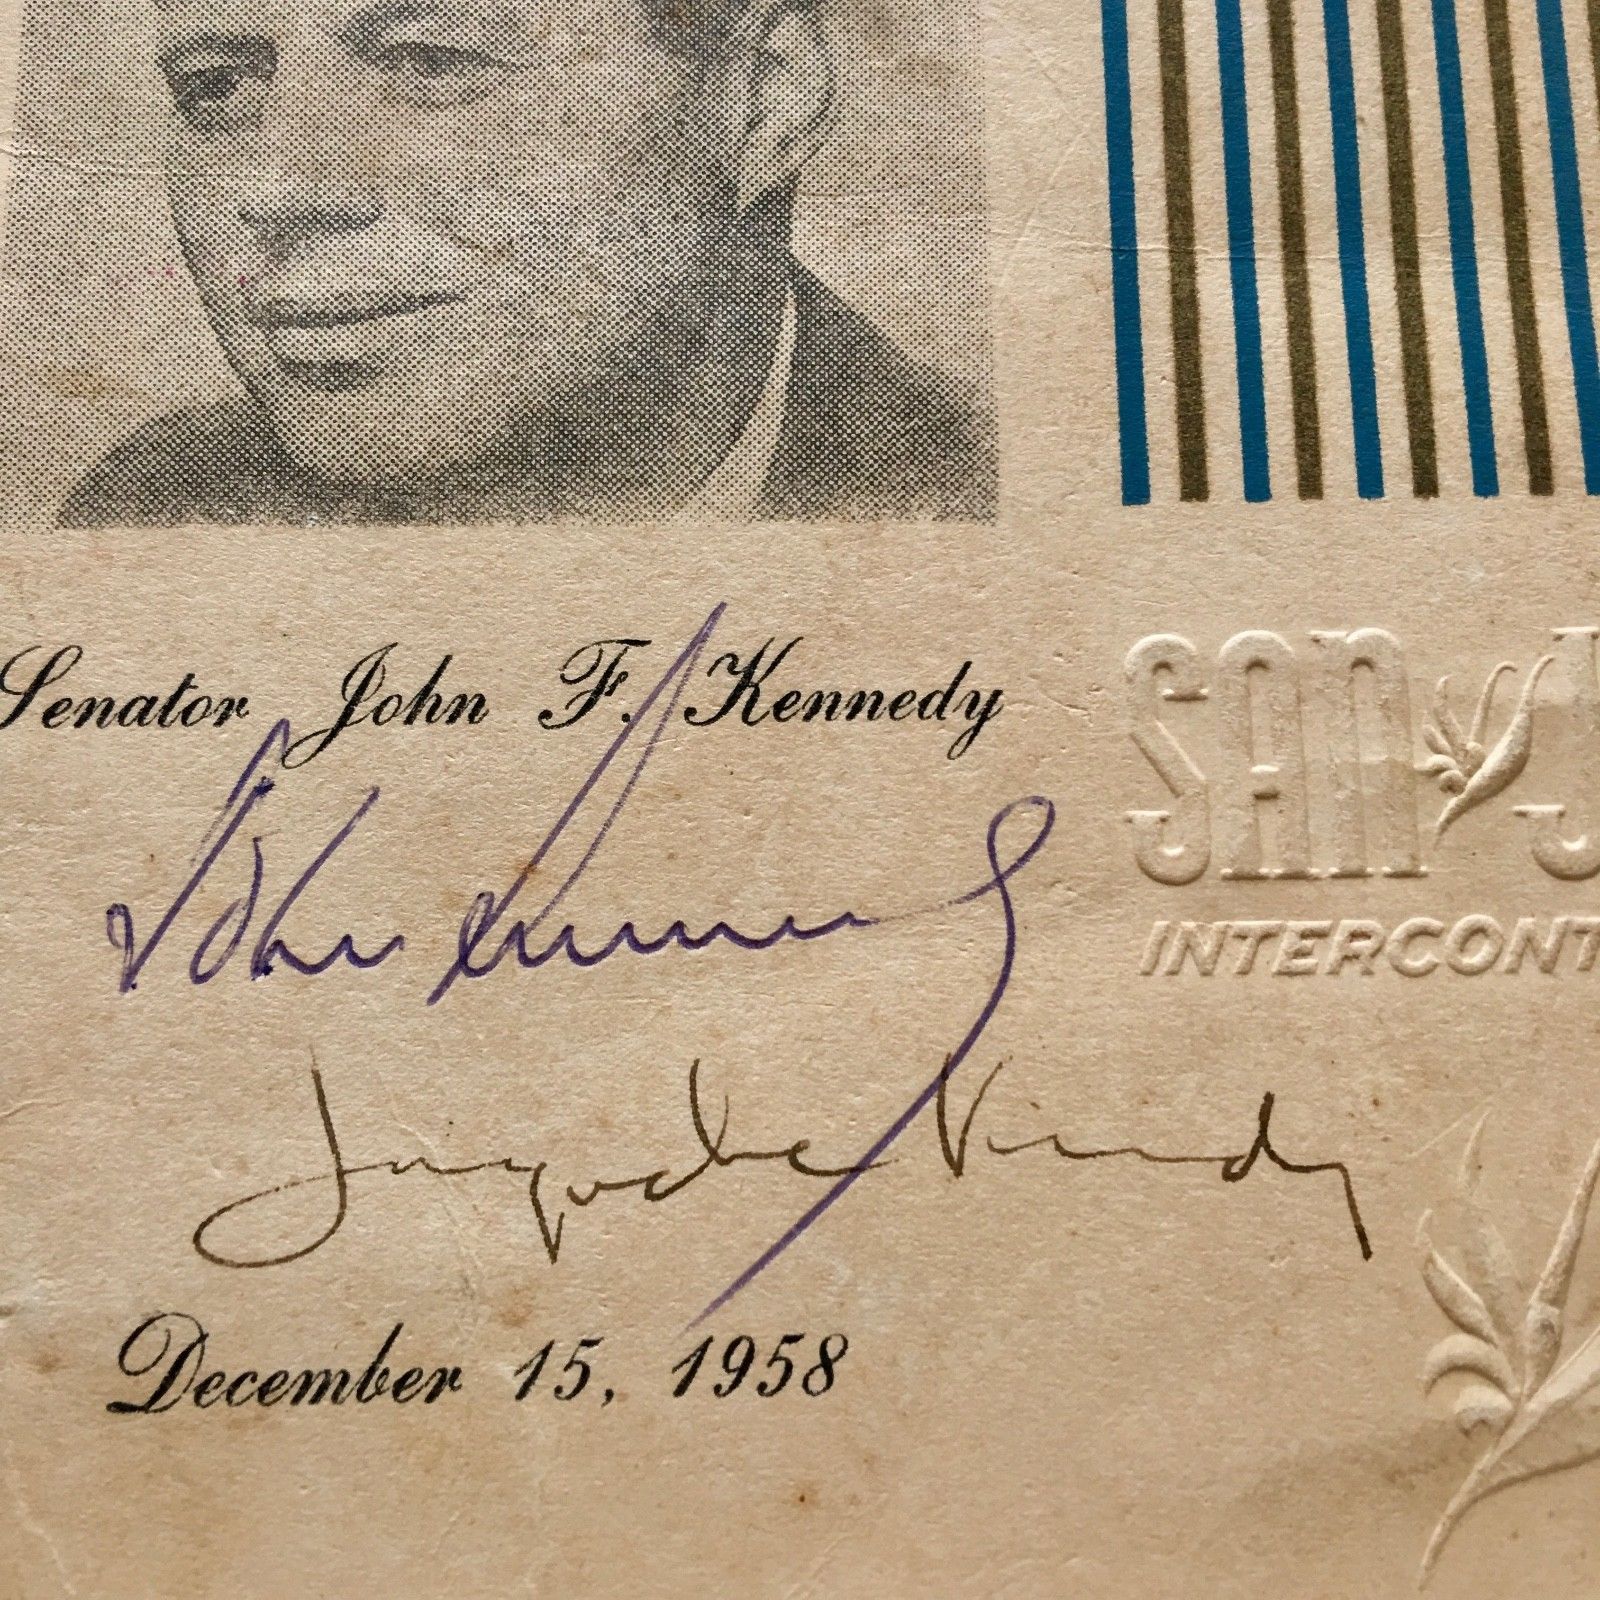 Senator John F. Kennedy
SAN J
INTERCONT
John Kennedy
Jacqueline Kennedy
December 15, 1958